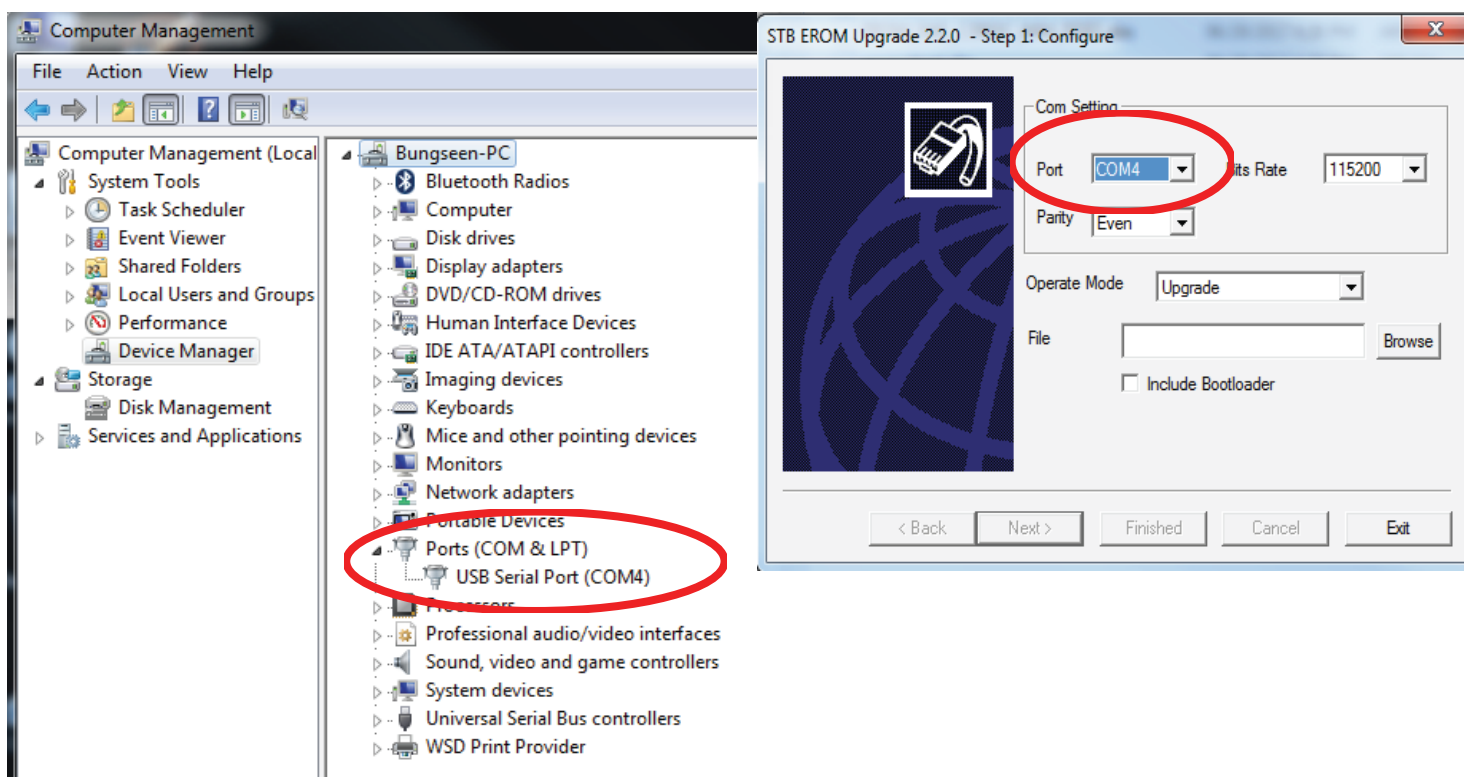 Computer Management
File Action View Help
Computer Management (Local
System Tools
Task Scheduler
Event Viewer
Shared Folders
Local Users and Groups
Performance
Device Manager
Storage
Disk Management
Services and Applications
Bungseen-PC
Bluetooth Radios
Computer
Disk drives
Display adapters
DVD/CD-ROM drives
Human Interface Devices
IDE ATA/ATAPI controllers
Imaging devices
Keyboards
Mice and other pointing devices
Monitors
Network adapters
Portable Devices
Ports (COM & LPT)
USB Serial Port (COM4)
Processors
Professional audio/video interfaces
Sound, video and game controllers
System devices
Universal Serial Bus controllers
WSD Print Provider
STB EROM Upgrade 2.2.0 - Step 1: Configure
Com Setting
Port COM4 Bits Rate 115200
Parity Even
Operate Mode Upgrade
File Browse
Include Bootloader
< Back Next > Finished Cancel Exit